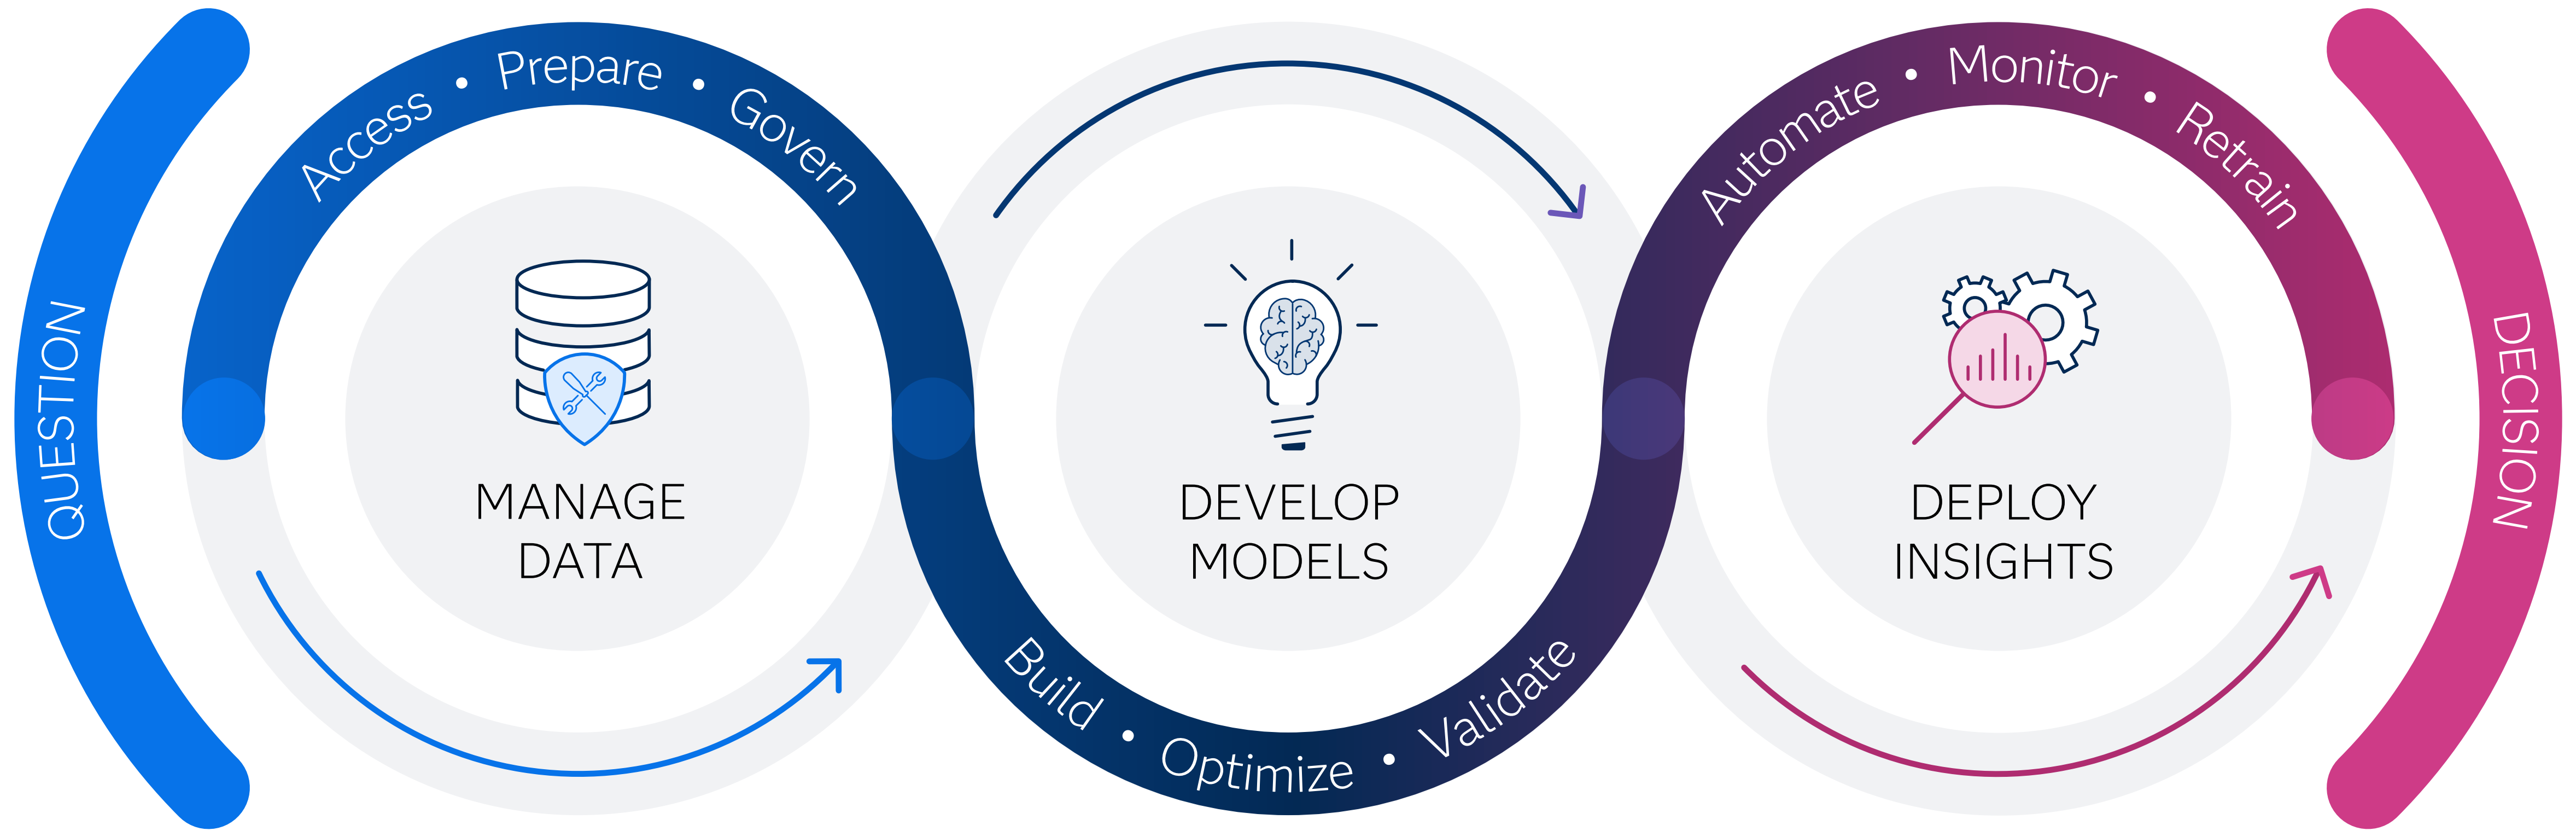 QUESTION
Access • Prepare • Govern
MANAGE
DATA
DEVELOP
MODELS
Build • Optimize • Validate
Automate • Monitor • Retrain
DEPLOY
INSIGHTS
DECISION